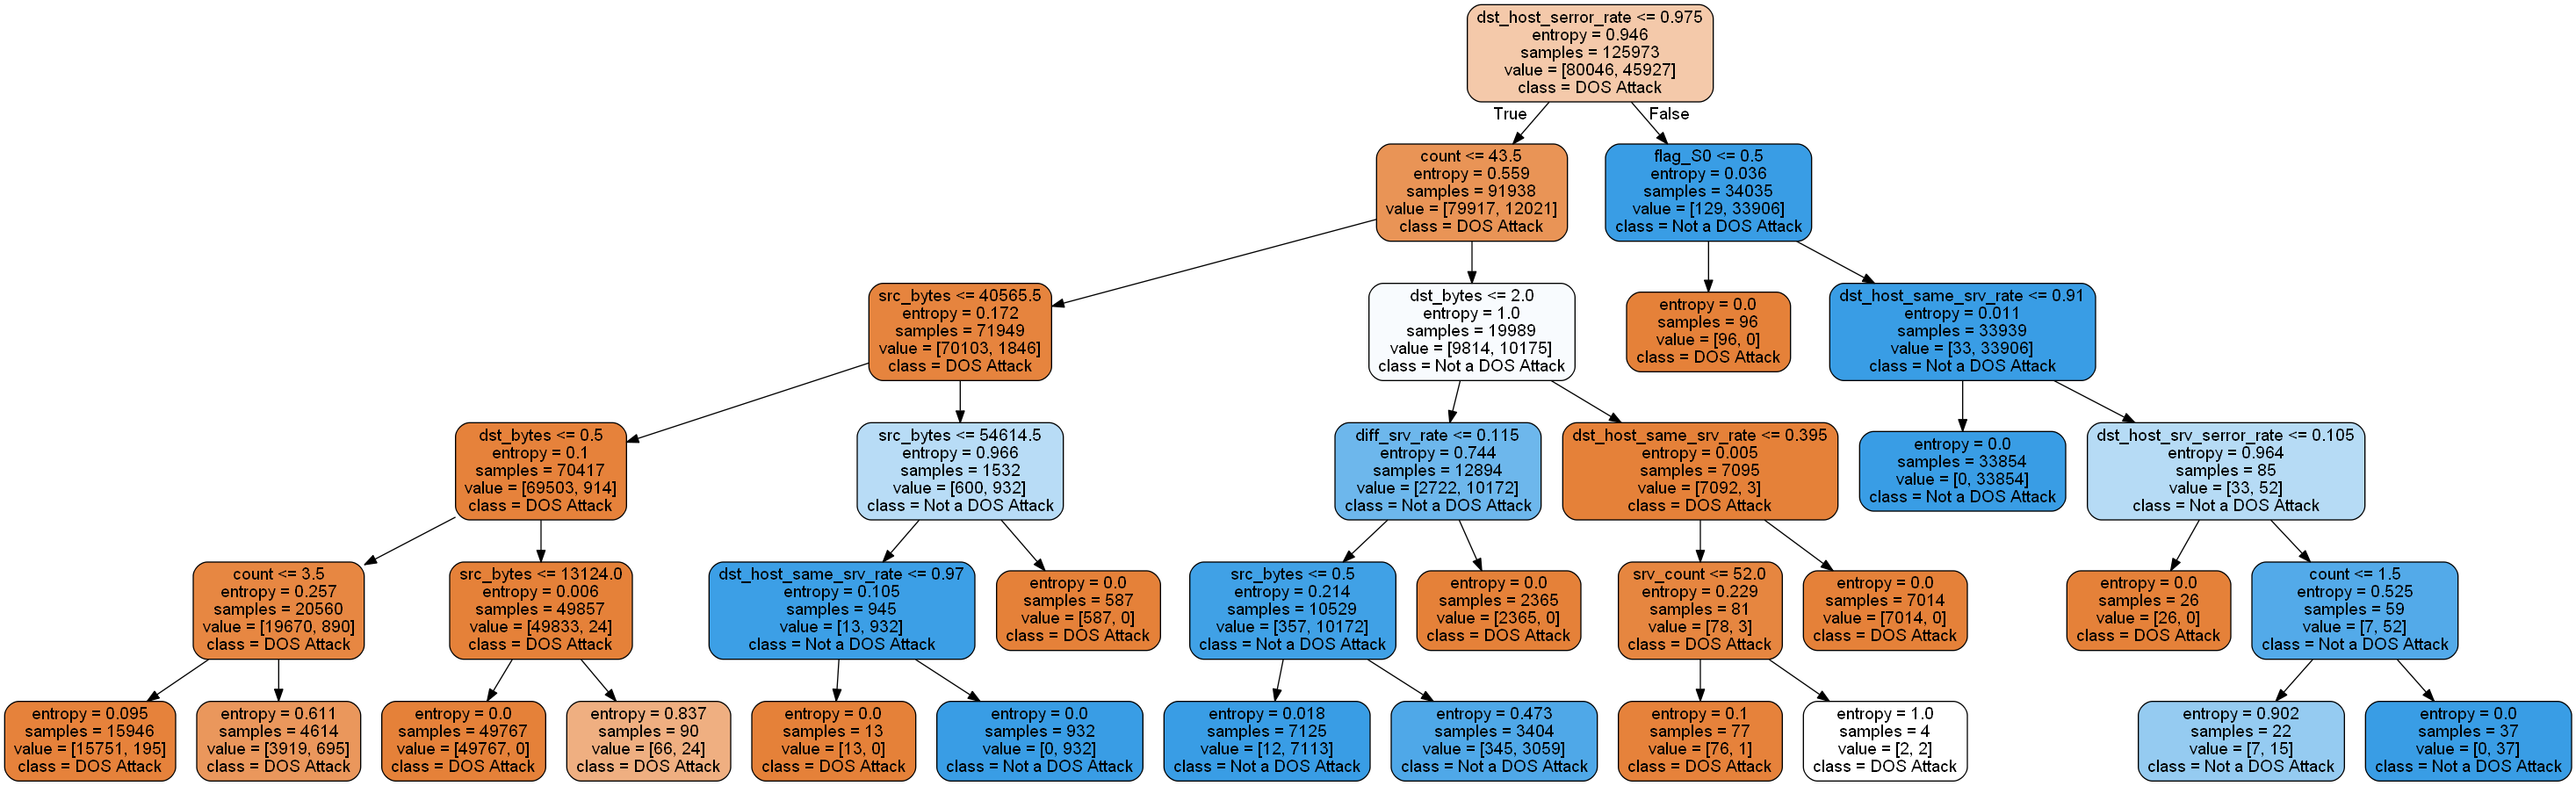 dst_host_serror_rate <= 0.975
entropy = 0.946
samples = 125973
value = [80046, 45927]
class = DOS Attack
True
False
count <= 43.5
entropy = 0.559
samples = 91938
value = [79917, 12021]
class = DOS Attack
flag_S0 <= 0.5
entropy = 0.036
samples = 34035
value = [129, 33906]
class = Not a DOS Attack
src_bytes <= 40565.5
entropy = 0.172
samples = 71949
value = [70103, 1846]
class = DOS Attack
dst_bytes <= 2.0
entropy = 1.0
samples = 19989
value = [9814, 10175]
class = Not a DOS Attack
entropy = 0.0
samples = 96
value = [96, 0]
class = DOS Attack
dst_host_same_srv_rate <= 0.91
entropy = 0.011
samples = 33939
value = [33, 33906]
class = Not a DOS Attack
dst_bytes <= 0.5
entropy = 0.1
samples = 70417
value = [69503, 914]
class = DOS Attack
src_bytes <= 54614.5
entropy = 0.966
samples = 1532
value = [600, 932]
class = Not a DOS Attack
diff_srv_rate <= 0.115
entropy = 0.744
samples = 12894
value = [2722, 10172]
class = Not a DOS Attack
dst_host_same_srv_rate <= 0.395
entropy = 0.005
samples = 7095
value = [7092, 3]
class = DOS Attack
entropy = 0.0
samples = 33854
value = [0, 33854]
class = Not a DOS Attack
dst_host_srv_serror_rate <= 0.105
entropy = 0.964
samples = 85
value = [33, 52]
class = Not a DOS Attack
count <= 3.5
entropy = 0.257
samples = 20560
value = [19670, 890]
class = DOS Attack
src_bytes <= 13124.0
entropy = 0.006
samples = 49857
value = [49833, 24]
class = DOS Attack
dst_host_same_srv_rate <= 0.97
entropy = 0.105
samples = 945
value = [13, 932]
class = Not a DOS Attack
entropy = 0.0
samples = 587
value = [587, 0]
class = DOS Attack
src_bytes <= 0.5
entropy = 0.214
samples = 10529
value = [357, 10172]
class = Not a DOS Attack
entropy = 0.0
samples = 2365
value = [2365, 0]
class = DOS Attack
srv_count <= 52.0
entropy = 0.229
samples = 81
value = [78, 3]
class = DOS Attack
entropy = 0.0
samples = 7014
value = [7014, 0]
class = DOS Attack
entropy = 0.0
samples = 26
value = [26, 0]
class = DOS Attack
count <= 1.5
entropy = 0.525
samples = 59
value = [7, 52]
class = Not a DOS Attack
entropy = 0.095
samples = 15946
value = [15751, 195]
class = DOS Attack
entropy = 0.611
samples = 4614
value = [3919, 695]
class = DOS Attack
entropy = 0.0
samples = 49767
value = [49767, 0]
class = DOS Attack
entropy = 0.837
samples = 90
value = [66, 24]
class = DOS Attack
entropy = 0.0
samples = 13
value = [13, 0]
class = DOS Attack
entropy = 0.0
samples = 932
value = [0, 932]
class = Not a DOS Attack
entropy = 0.018
samples = 7125
value = [12, 7113]
class = Not a DOS Attack
entropy = 0.473
samples = 3404
value = [345, 3059]
class = Not a DOS Attack
entropy = 0.1
samples = 77
value = [76, 1]
class = DOS Attack
entropy = 1.0
samples = 4
value = [2, 2]
class = DOS Attack
entropy = 0.902
samples = 22
value = [7, 15]
class = Not a DOS Attack
entropy = 0.0
samples = 37
value = [0, 37]
class = Not a DOS Attack